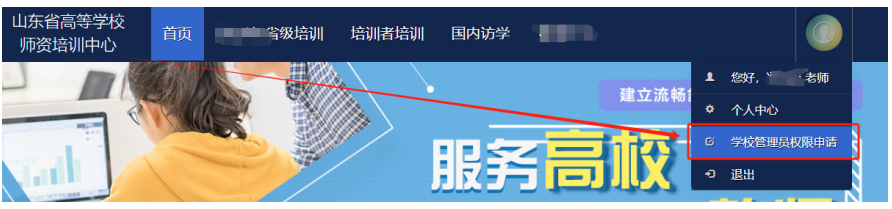 山东省高等学校
师资培训中心
首页
省级培训
培训者培训
国内访学
您好,
老师
建立流畅
个人中心
学校管理员权限申请
服务高校
退出